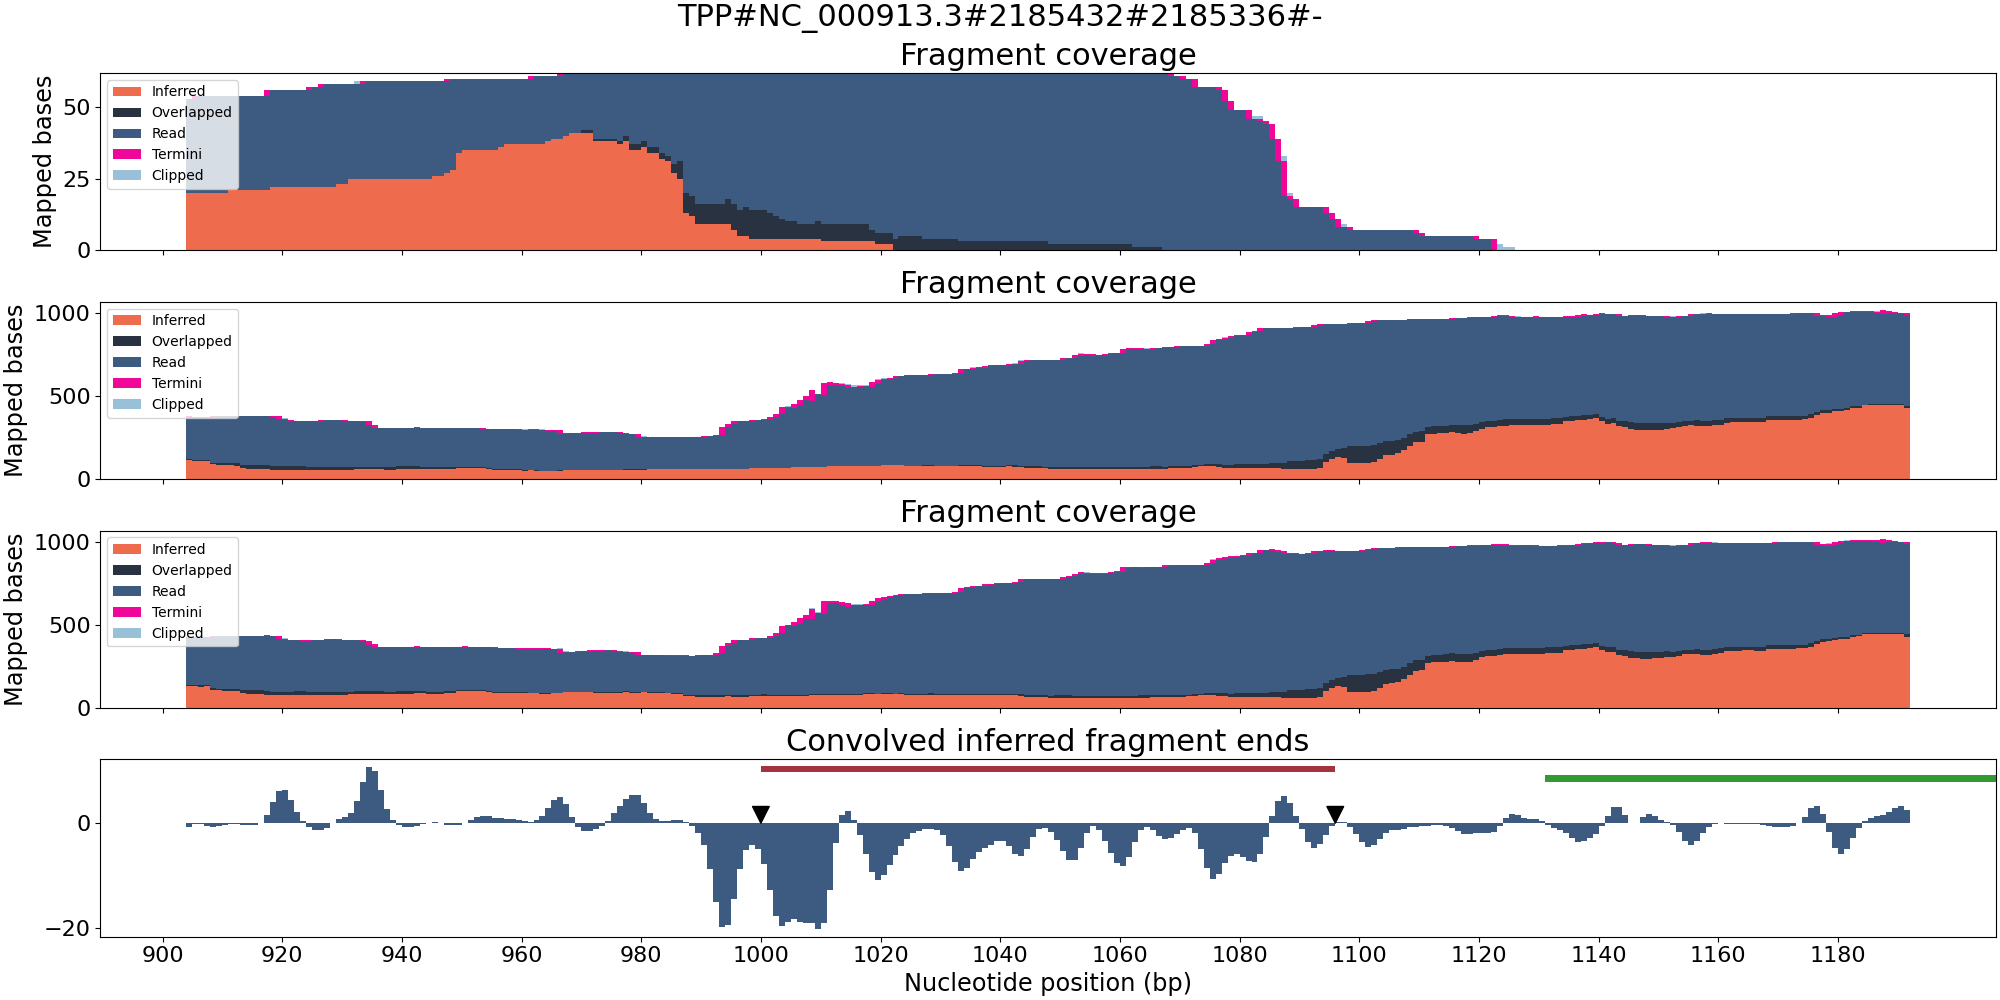 TPP#NC_000913.3#2185432#2185336#-
Fragment coverage
Mapped bases
50
25
0
Inferred
Overlapped
Read
Termini
Clipped
Fragment coverage
Mapped bases
1000
500
0
Inferred
Overlapped
Read
Termini
Clipped
Fragment coverage
Mapped bases
1000
500
0
Inferred
Overlapped
Read
Termini
Clipped
Convolved inferred fragment ends
0
−20
900 920 940 960 980 1000 1020 1040 1060 1080 1100 1120 1140 1160 1180
Nucleotide position (bp)